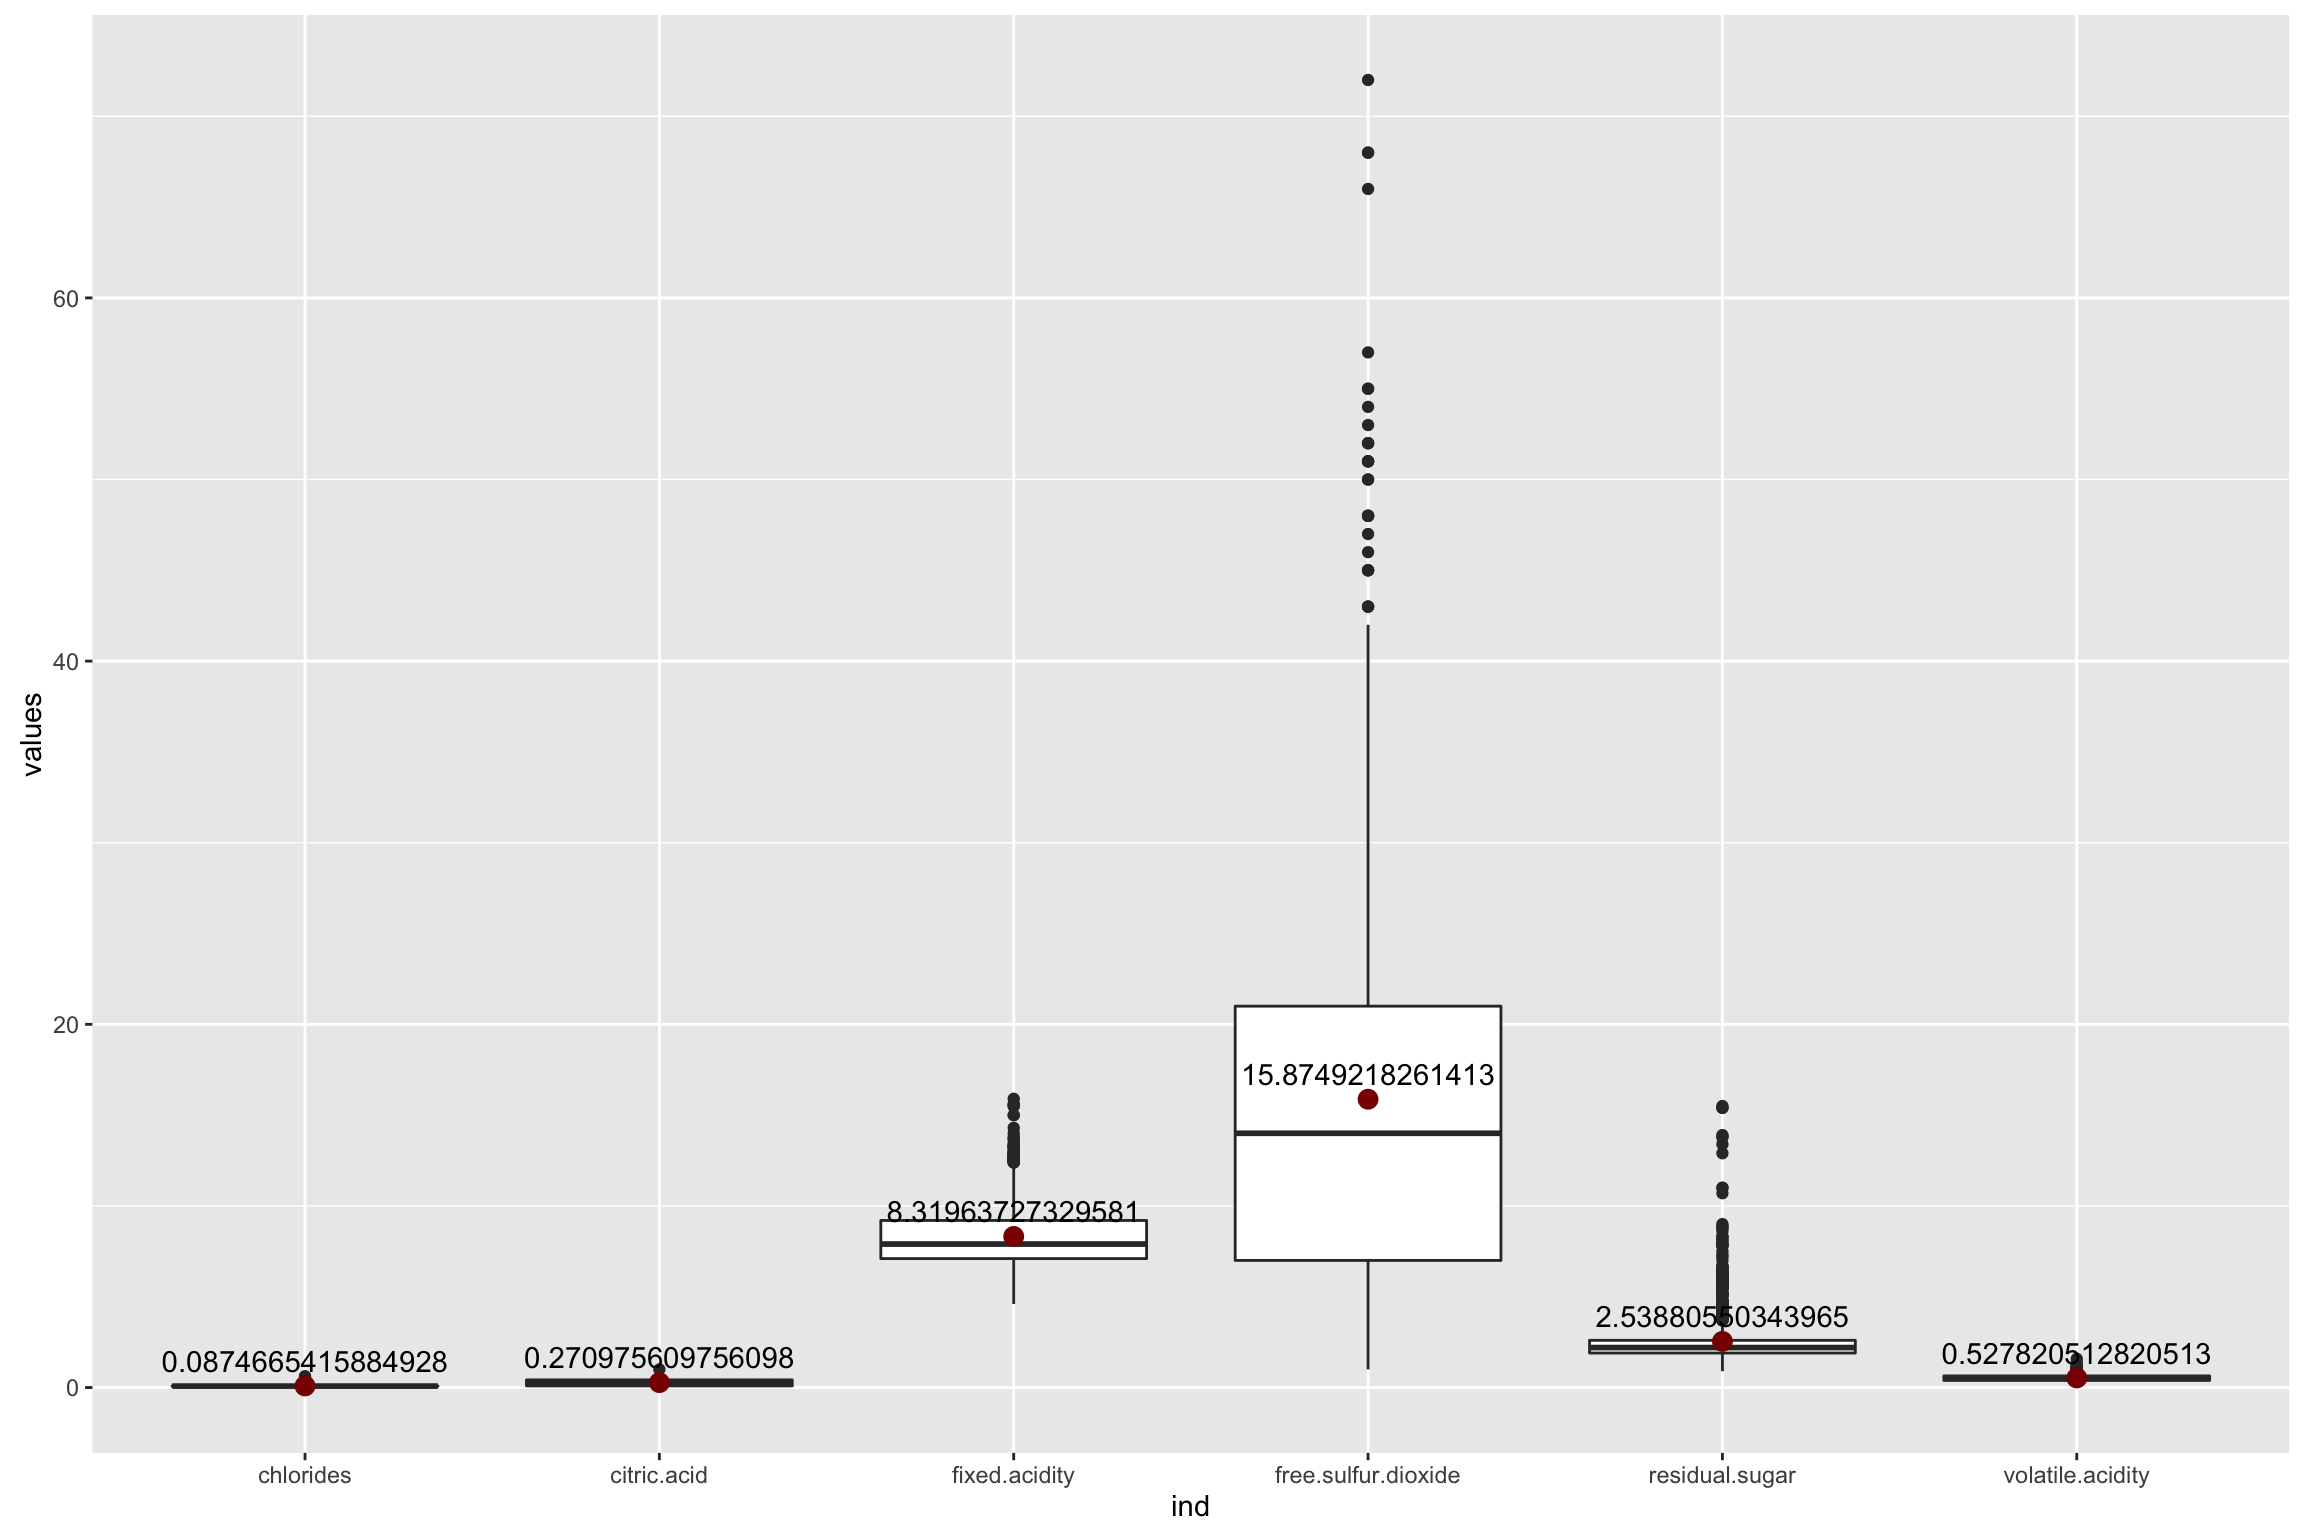 values
60
40
20
0
0.0874665415884928
0.270975609756098
8.31963727329581
15.8749218261413
2.53880550343965
0.527820512820513
chlorides
citric.acid
fixed.acidity
free.sulfur.dioxide
residual.sugar
volatile.acidity
ind